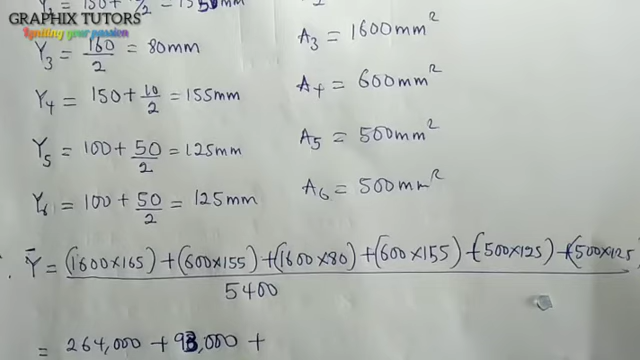 GRAPHIX TUTORS
Igniting your passion
Y₃ = 160/2 = 80mm
A₃ = 1600mm²
Y₄ = 150 + 10/2 = 155mm
A₄ = 600mm²
Y₅ = 100 + 50/2 = 125mm
A₅ = 500mm²
Y₆ = 100 + 50/2 = 125mm
A₆ = 500mm²
Ȳ = (1600×165) + (600×155) + (1600×80) + (600×155) - (500×125) - (500×125 / 5400
= 264,000 + 93,000 +